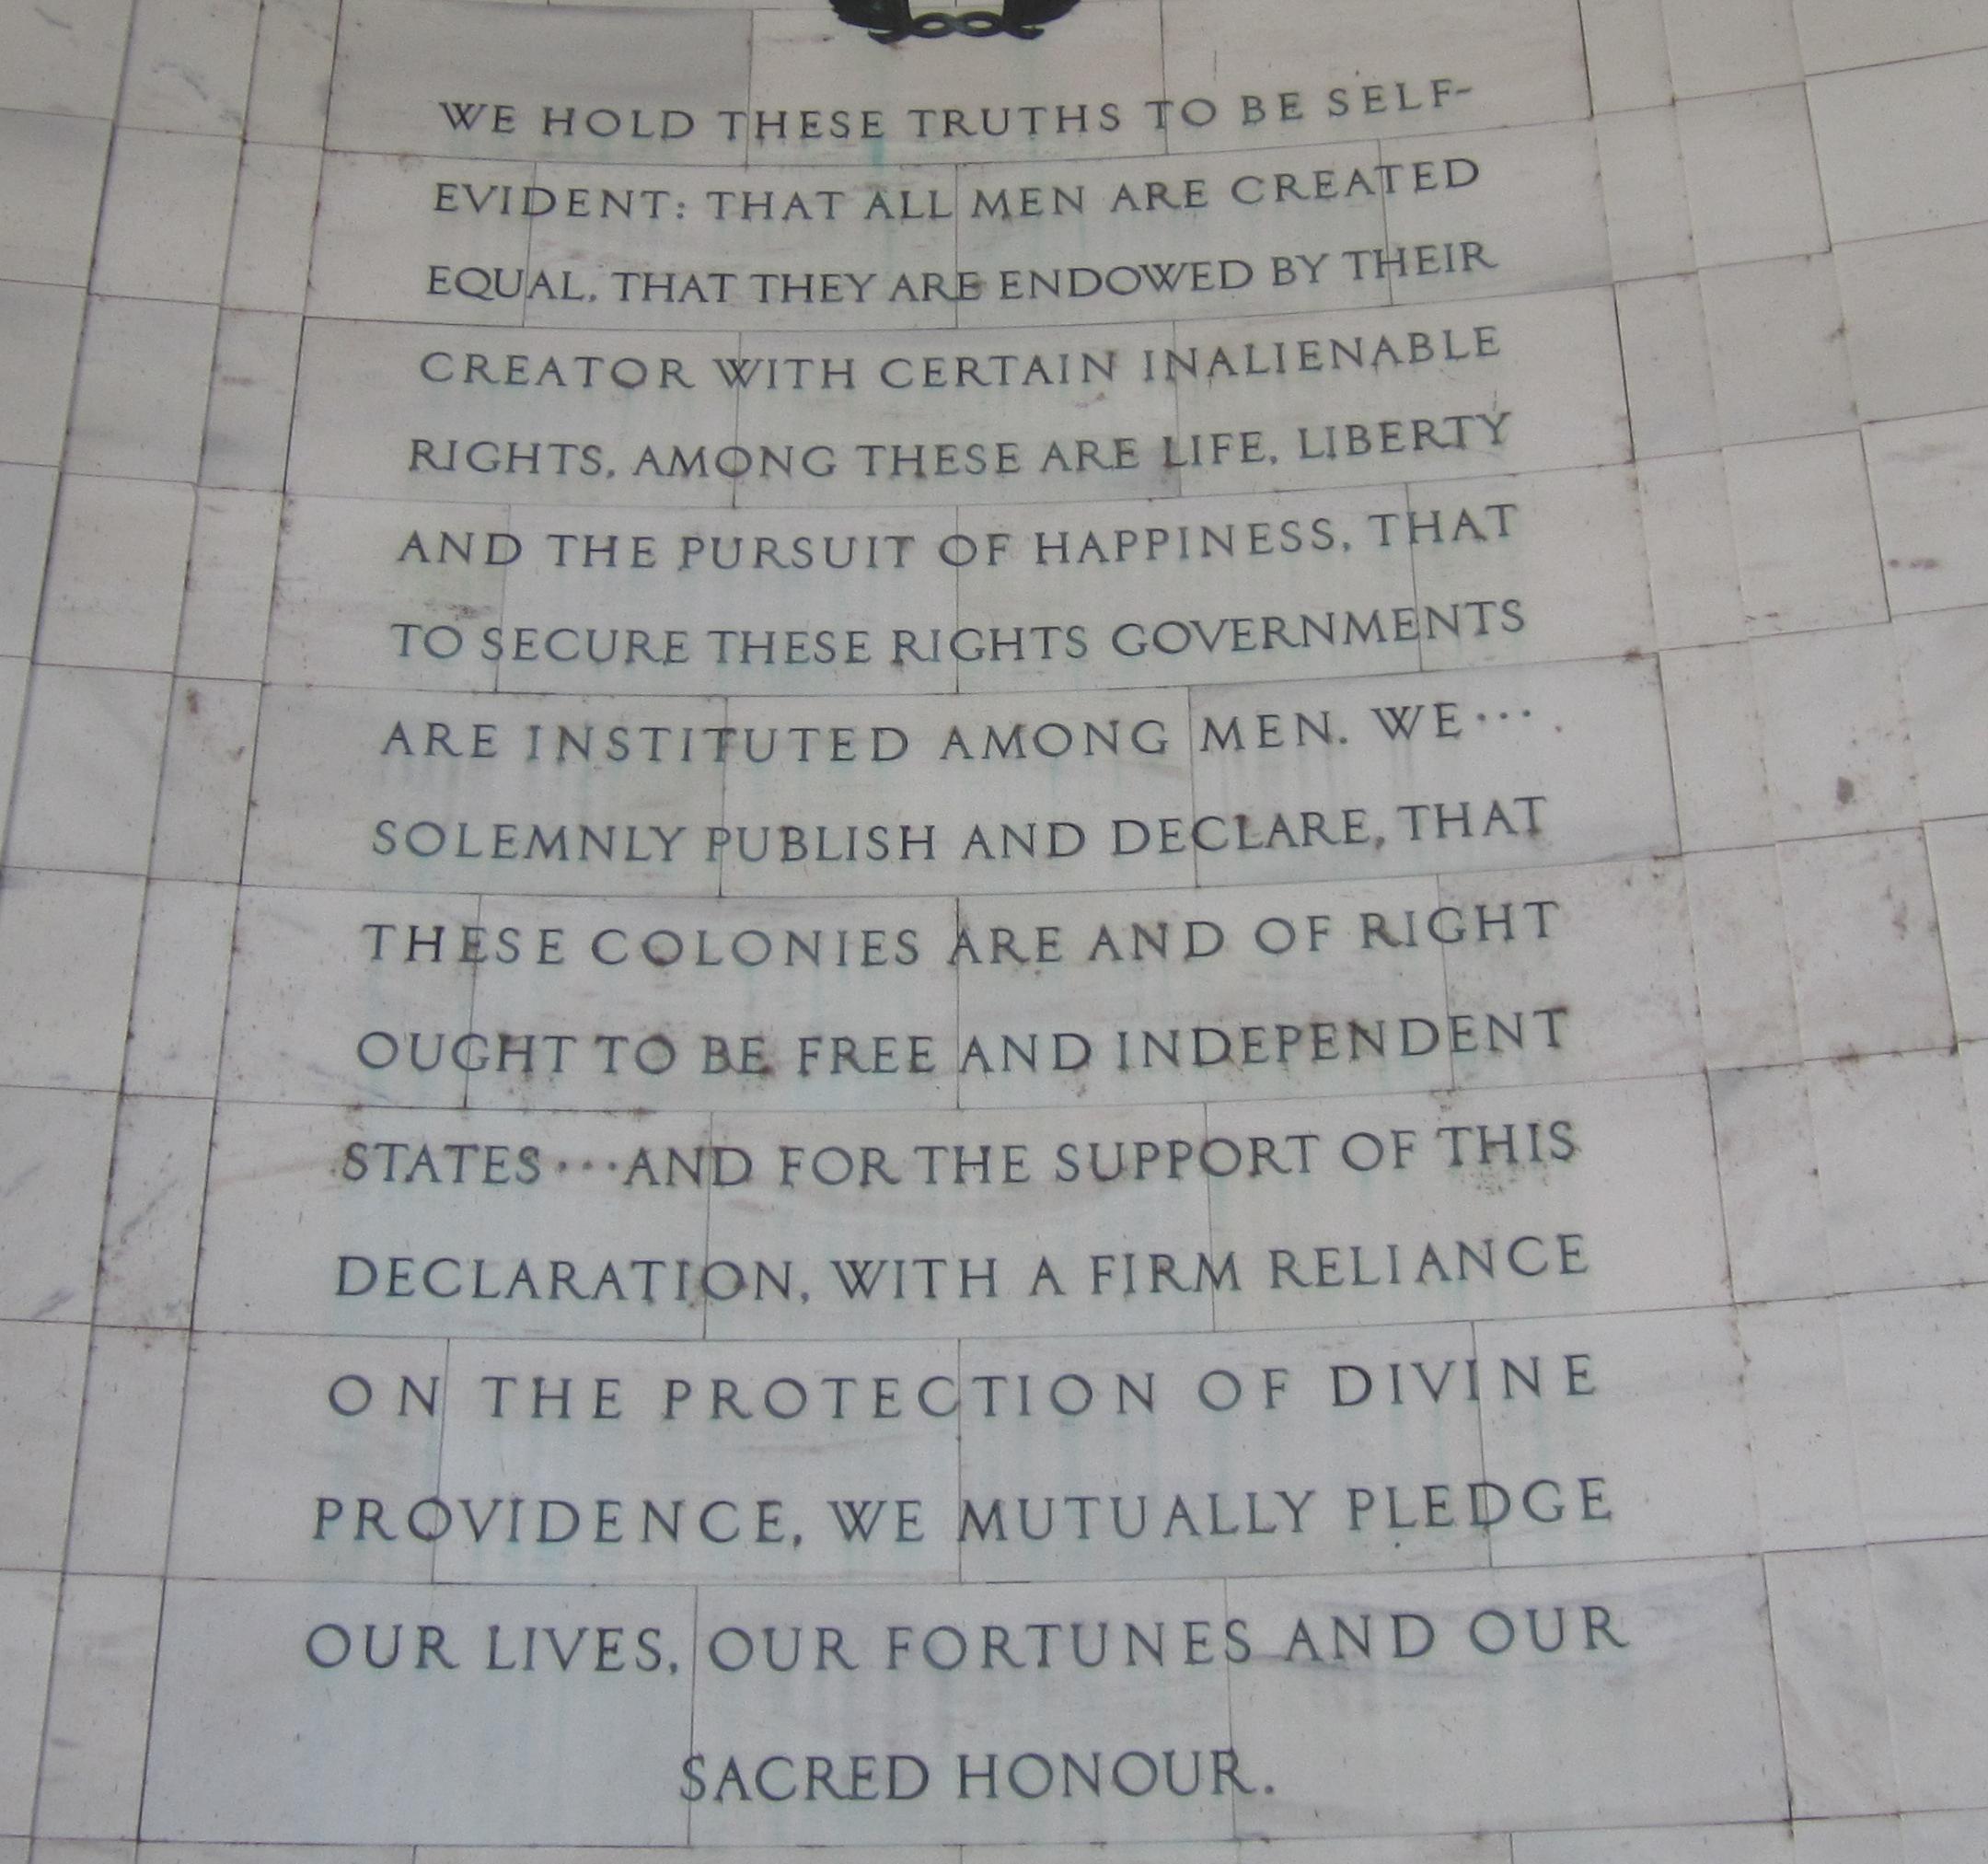 WE HOLD THESE TRUTHS TO BE SELF-
EVIDENT: THAT ALL MEN ARE CREATED
EQUAL, THAT THEY ARE ENDOWED BY THEIR
CREATOR WITH CERTAIN INALIENABLE
RIGHTS, AMONG THESE ARE LIFE, LIBERTY
AND THE PURSUIT OF HAPPINESS, THAT
TO SECURE THESE RIGHTS GOVERNMENTS
ARE INSTITUTED AMONG MEN. WE···
SOLEMNLY PUBLISH AND DECLARE, THAT
THESE COLONIES ARE AND OF RIGHT
OUGHT TO BE FREE AND INDEPENDENT
STATES···AND FOR THE SUPPORT OF THIS
DECLARATION, WITH A FIRM RELIANCE
ON THE PROTECTION OF DIVINE
PROVIDENCE, WE MUTUALLY PLEDGE
OUR LIVES, OUR FORTUNES AND OUR
SACRED HONOUR.